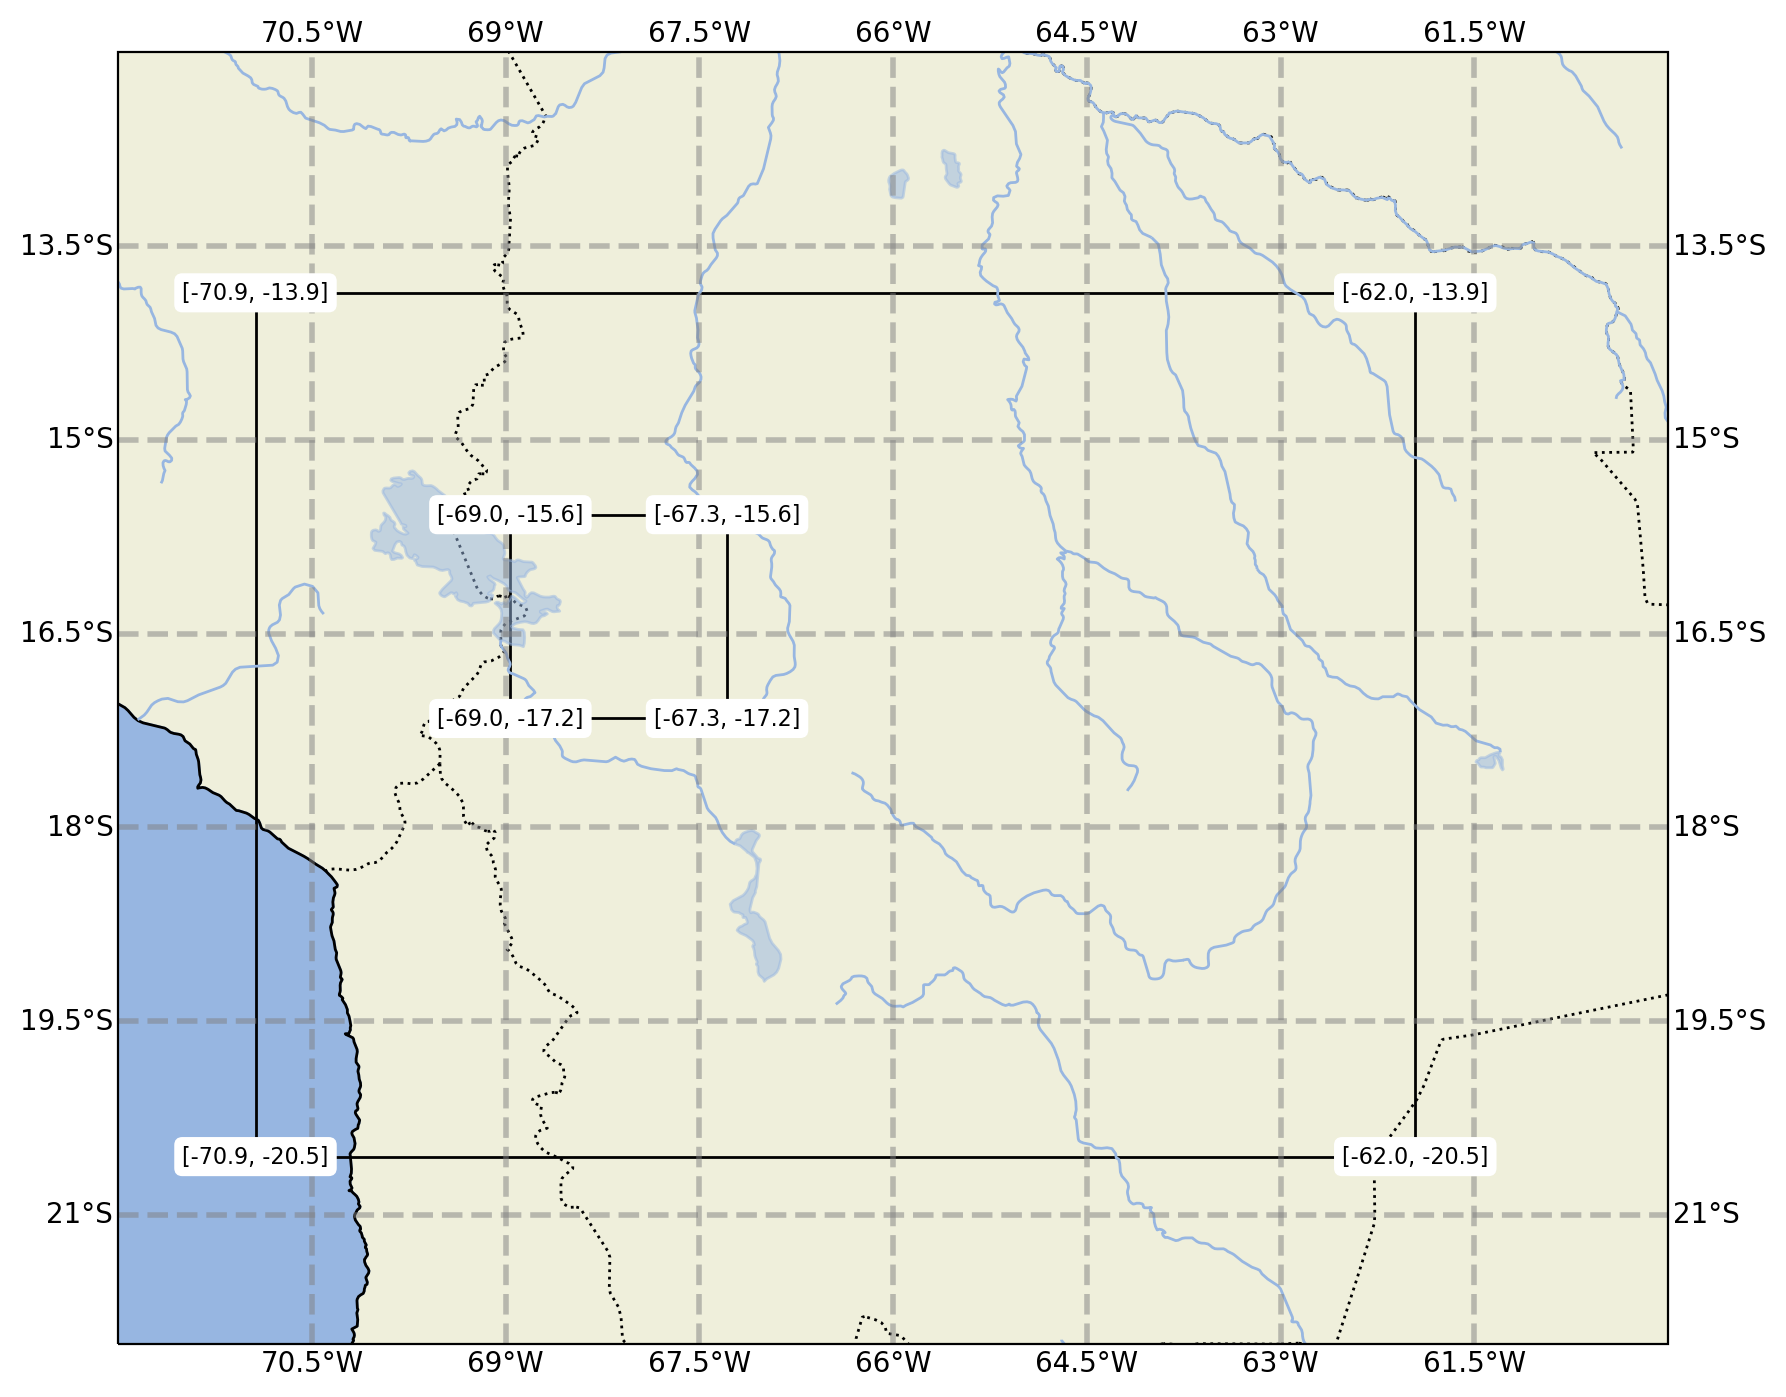 70.5°W 69°W 67.5°W 66°W 64.5°W 63°W 61.5°W
13.5°S 13.5°S
[-70.9, -13.9] [-62.0, -13.9]
15°S 15°S
[-69.0, -15.6] [-67.3, -15.6]
16.5°S 16.5°S
[-69.0, -17.2] [-67.3, -17.2]
18°S 18°S
19.5°S 19.5°S
[-70.9, -20.5] [-62.0, -20.5]
21°S 21°S
70.5°W 69°W 67.5°W 66°W 64.5°W 63°W 61.5°W